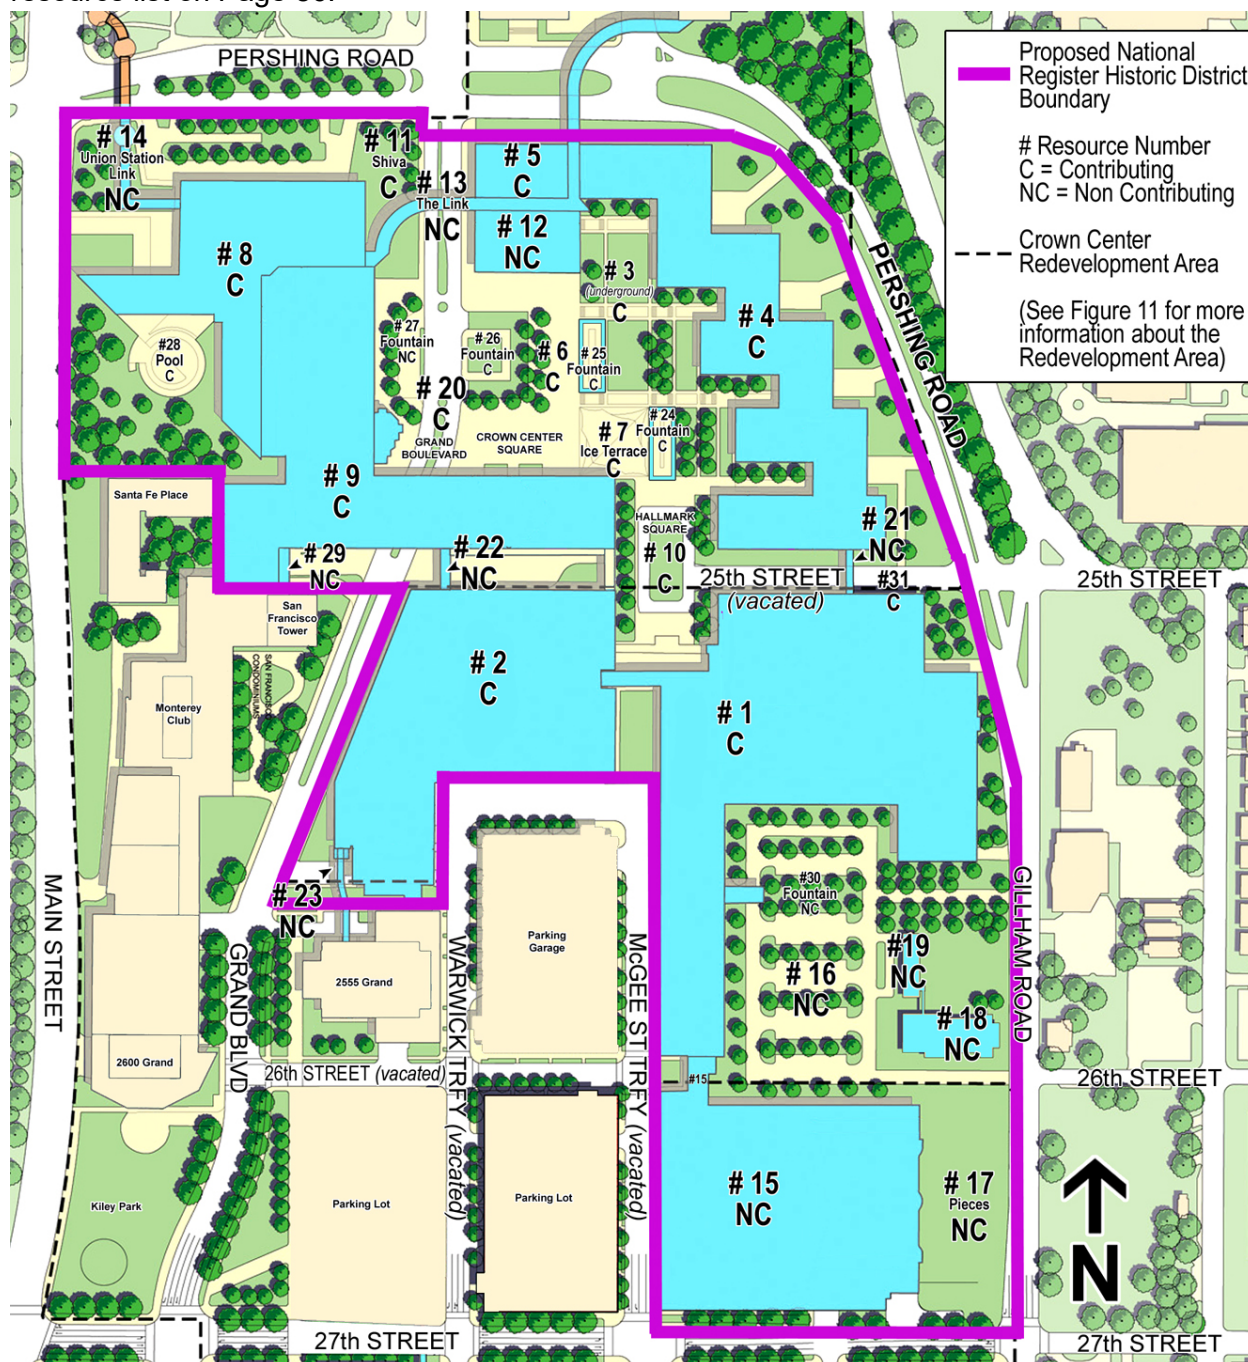 resource list on Page 36.
PERSHING ROAD
Proposed National
Register Historic District
Boundary
# Resource Number
C = Contributing
NC = Non Contributing
Crown Center
Redevelopment Area
(See Figure 11 for more
information about the
Redevelopment Area)
# 14
Union Station
Link
NC
# 11
Shiva
C
# 13
The Link
NC
# 5
C
# 12
NC
# 8
C
# 3
(underground)
C
# 4
C
PERSHING ROAD
#28
Pool
C
# 27
Fountain
NC
# 26
Fountain
C
# 6
C
# 25
Fountain
C
# 20
C
GRAND
BOULEVARD
CROWN CENTER
SQUARE
# 7
Ice Terrace
C
# 24
Fountain
C
Santa Fe Place
# 9
C
HALLMARK
SQUARE
# 10
C
# 21
NC
# 29
NC
# 22
NC
25th STREET
(vacated)
#31
C
25th STREET
San
Francisco
Tower
SAN FRANCISCO
CONDOMINIUMS
Monterey
Club
# 2
C
# 1
C
MAIN STREET
# 23
NC
GRAND BLVD
2555 Grand
WARWICK TRFY (vacated)
Parking
Garage
McGEE ST TRFY (vacated)
#30
Fountain
NC
# 16
NC
#19
NC
# 18
NC
GILLHAM ROAD
2600 Grand
26th STREET (vacated)
#15
26th STREET
Kiley Park
Parking Lot
Parking Lot
# 15
NC
# 17
Pieces
NC
N
27th STREET
27th STREET